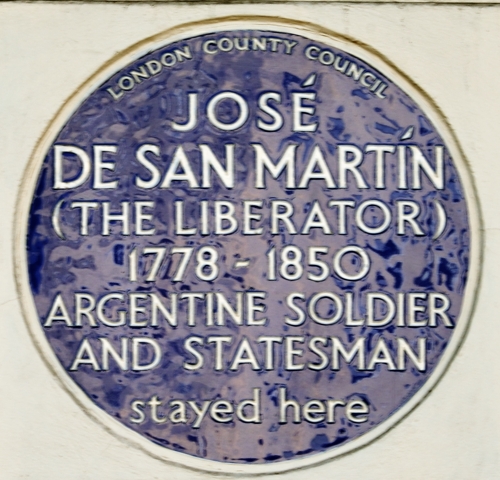 LONDON COUNTY COUNCIL
JOSÉ
DE SAN MARTÍN
(THE LIBERATOR)
1778 - 1850
ARGENTINE SOLDIER
AND STATESMAN
stayed here